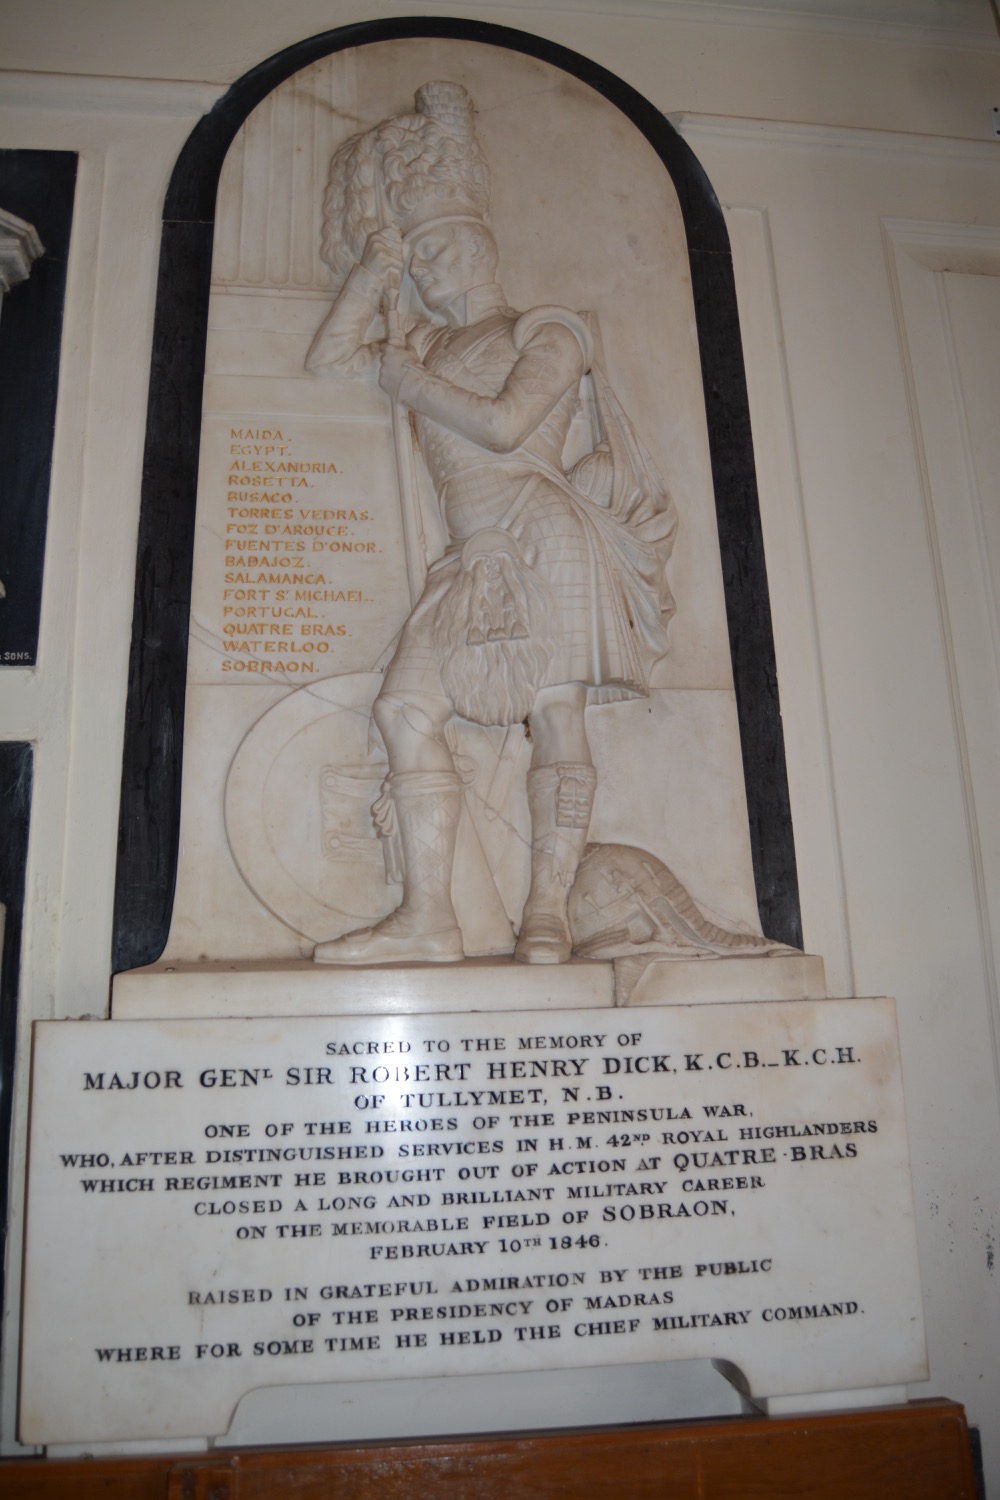 MAIDA.
EGYPT.
ALEXANDRIA.
ROSETTA.
BUSACO.
TORRES VEDRAS.
FOZ D'AROUCE.
FUENTES D'ONOR.
BADAJOZ.
SALAMANCA.
FORT ST MICHAEL.
PORTUGAL.
QUATRE BRAS.
WATERLOO.
SOBRAON.
& SONS.
SACRED TO THE MEMORY OF
MAJOR GENL SIR ROBERT HENRY DICK, K.C.B._K.C.H.
OF TULLYMET, N.B.
ONE OF THE HEROES OF THE PENINSULA WAR,
WHO, AFTER DISTINGUISHED SERVICES IN H.M. 42ND ROYAL HIGHLANDERS
WHICH REGIMENT HE BROUGHT OUT OF ACTION AT QUATRE-BRAS
CLOSED A LONG AND BRILLIANT MILITARY CAREER
ON THE MEMORABLE FIELD OF SOBRAON,
FEBRUARY 10TH 1846.
RAISED IN GRATEFUL ADMIRATION BY THE PUBLIC
OF THE PRESIDENCY OF MADRAS
WHERE FOR SOME TIME HE HELD THE CHIEF MILITARY COMMAND.